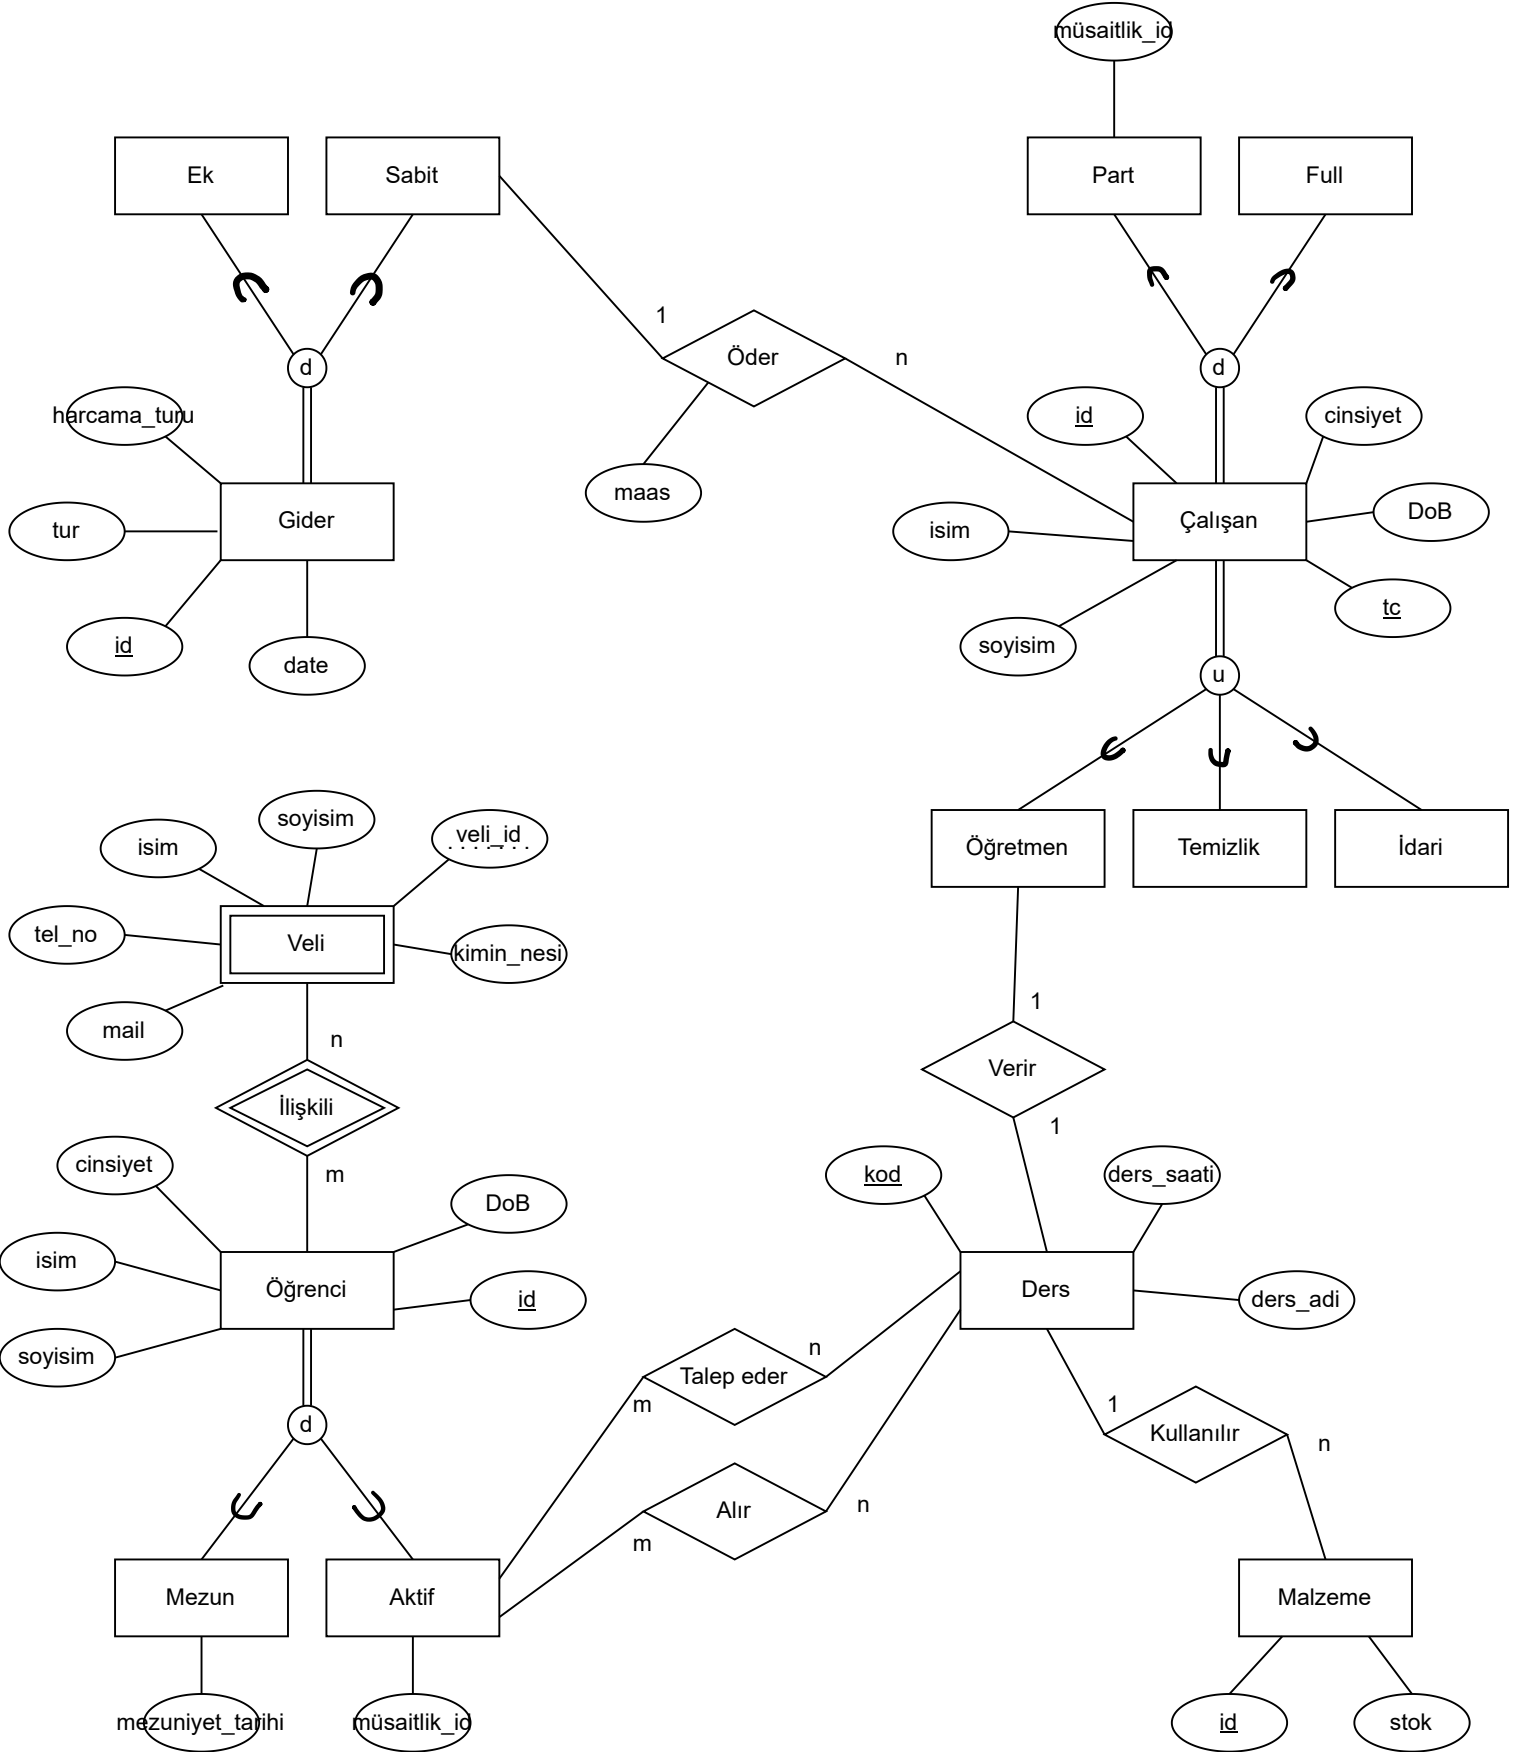 müsaitlik_id
Ek
Sabit
Part
Full
1
Öder
n
d
d
harcama_turu
id
cinsiyet
maas
tur
Gider
isim
Çalışan
DoB
tc
id
date
soyisim
u
soyisim
veli_id
isim
Öğretmen
Temizlik
İdari
tel_no
Veli
kimin_nesi
mail
n
1
Verir
İlişkili
1
cinsiyet
m
kod
ders_saati
DoB
isim
Öğrenci
id
Ders
ders_adi
soyisim
n
Talep eder
m
1
d
Kullanılır
n
Alır
n
m
Mezun
Aktif
Malzeme
mezuniyet_tarihi
müsaitlik_id
id
stok